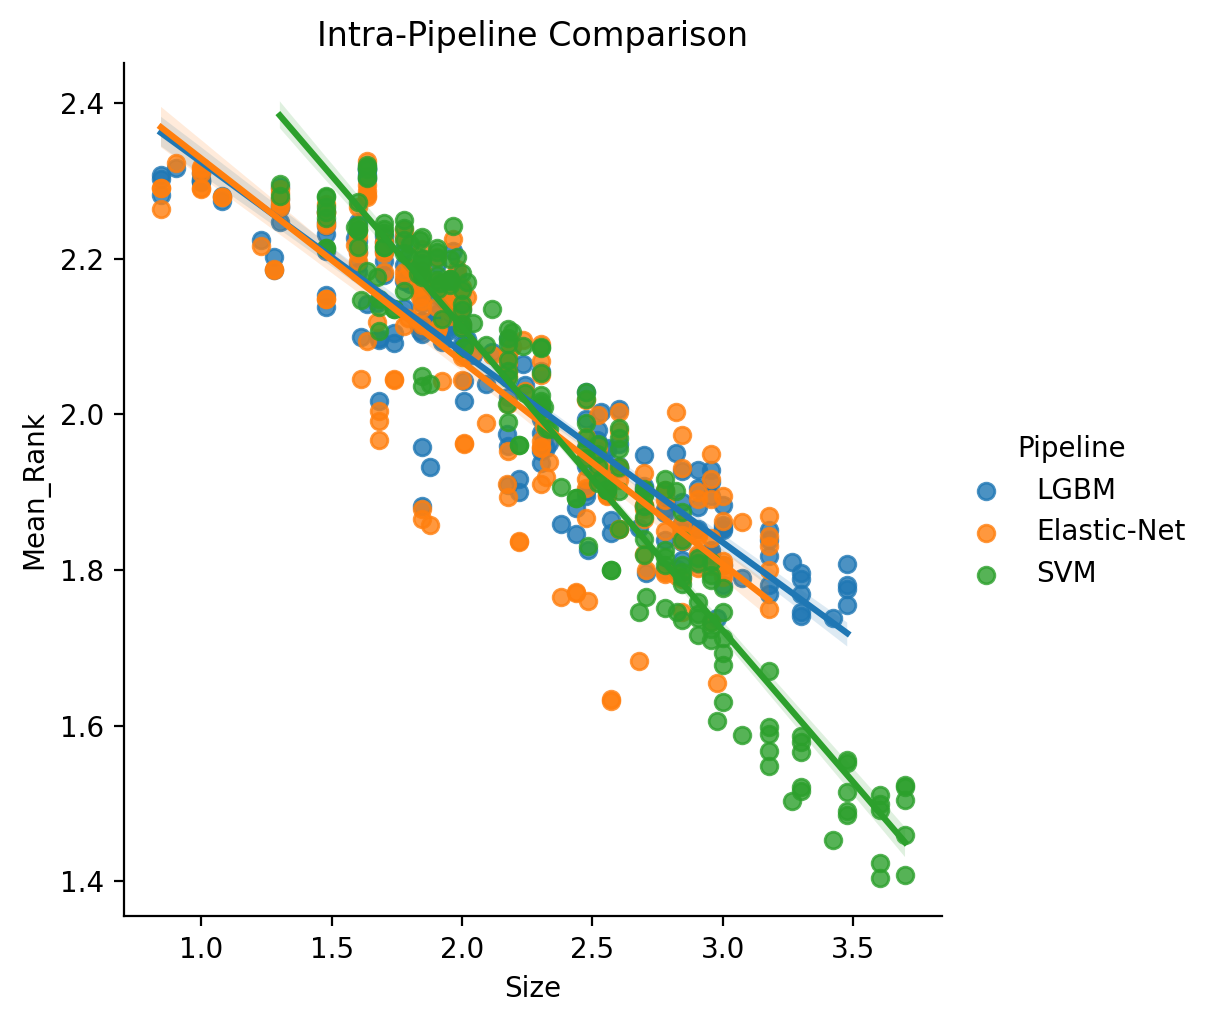 Intra-Pipeline Comparison
Mean_Rank
2.4
2.2
2.0
1.8
1.6
1.4
1.0 1.5 2.0 2.5 3.0 3.5
Size
Pipeline
LGBM
Elastic-Net
SVM